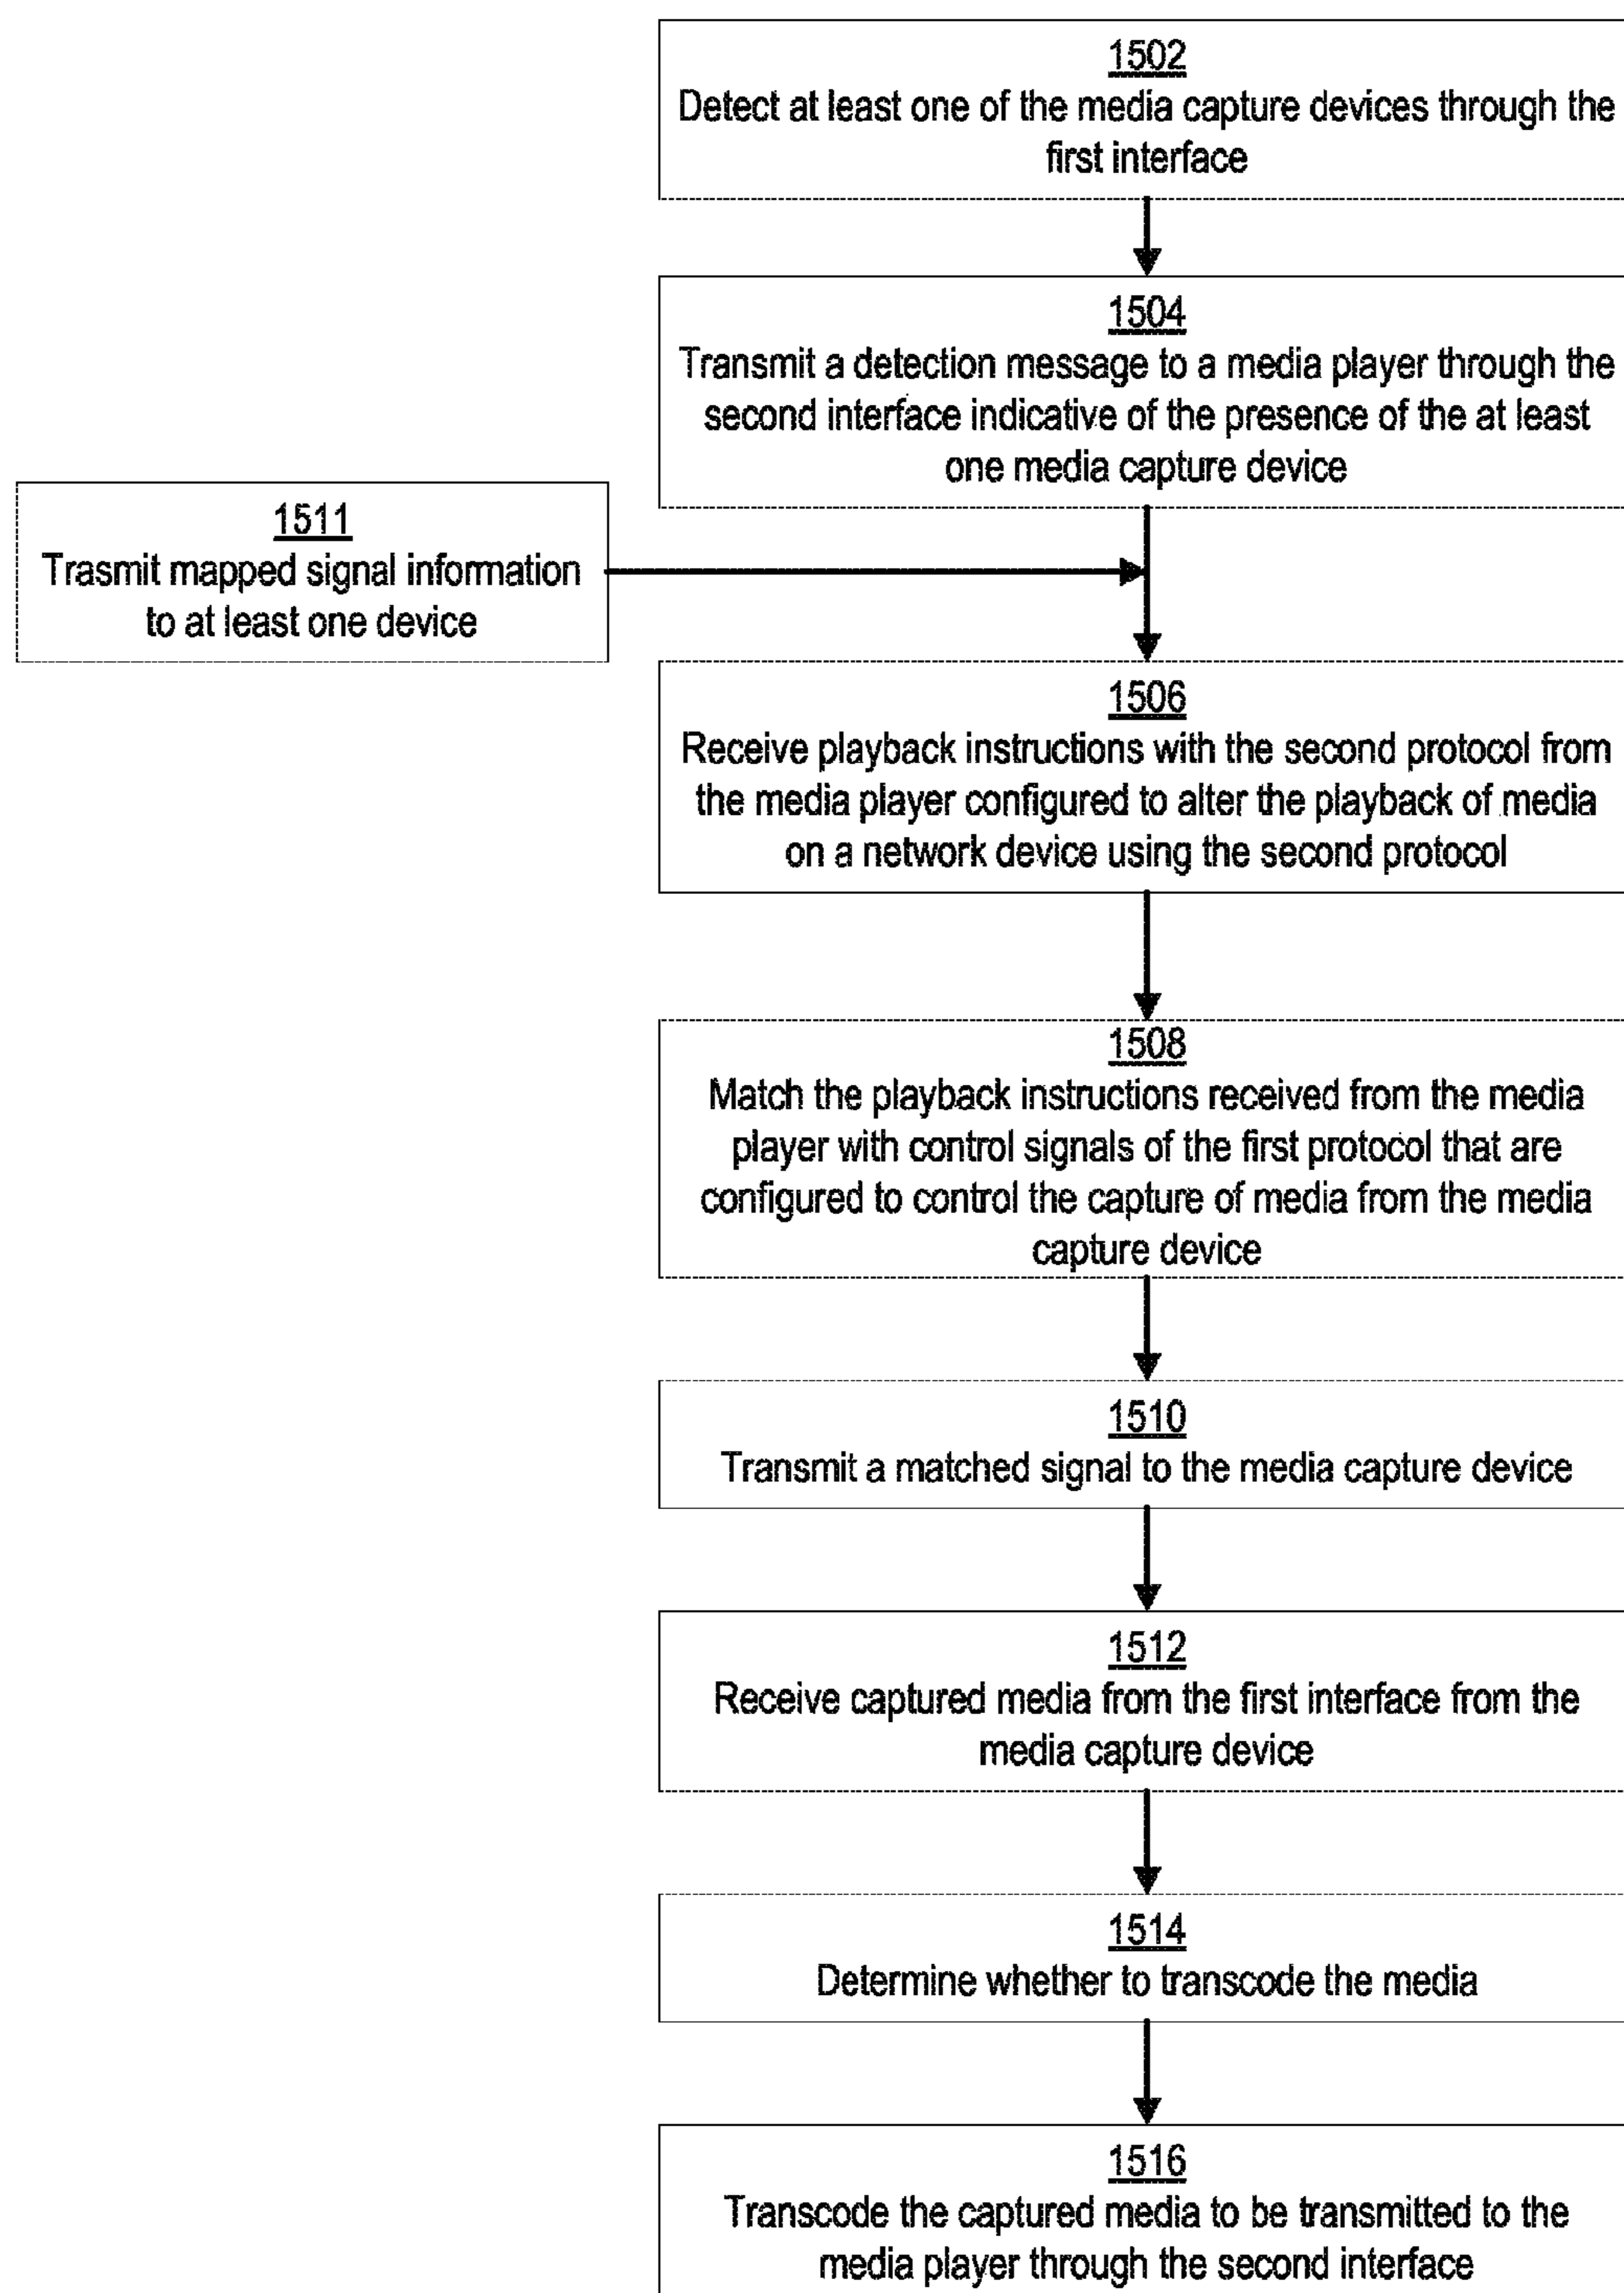 1502
Detect at least one of the media capture devices through the
first interface
1504
Transmit a detection message to a media player through the
second interface indicative of the presence of the at least
one media capture device
1511
Trasmit mapped signal information
to at least one device
1506
Receive playback instructions with the second protocol from
the media player configured to alter the playback of media
on a network device using the second protocol
1508
Match the playback instructions received from the media
player with control signals of the first protocol that are
configured to control the capture of media from the media
capture device
1510
Transmit a matched signal to the media capture device
1512
Receive captured media from the first interface from the
media capture device
1514
Determine whether to transcode the media
1516
Transcode the captured media to be transmitted to the
media player through the second interface